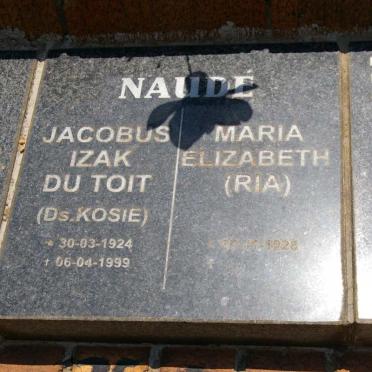 NAUDÉ
JACOBUS
IZAK
DU TOIT
(Ds. KOSIE)
* 30-03-1924
† 06-04-1999
MARIA
ELIZABETH
(RIA)